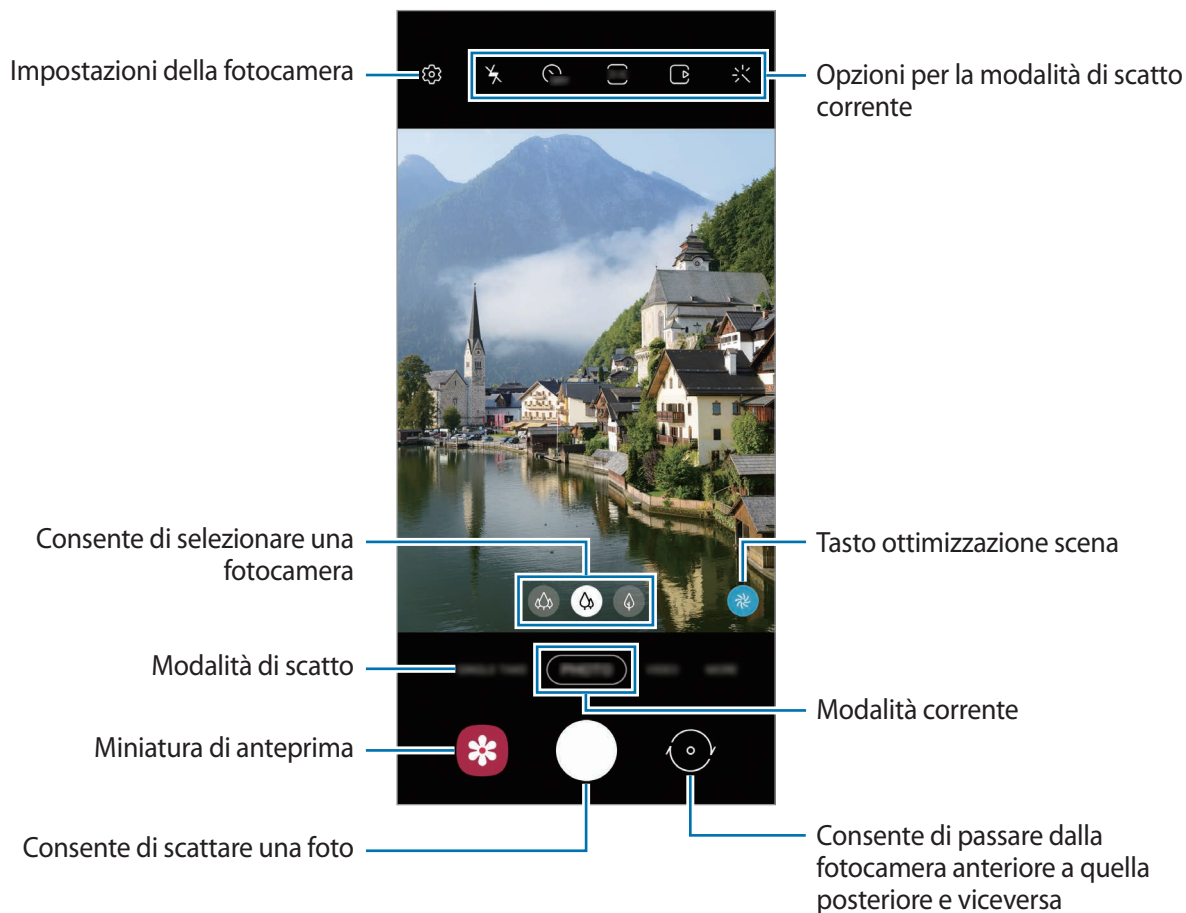 Impostazioni della fotocamera
Opzioni per la modalità di scatto
corrente
Consente di selezionare una
fotocamera
Tasto ottimizzazione scena
Modalità di scatto
PHOTO
Modalità corrente
Miniatura di anteprima
Consente di scattare una foto
Consente di passare dalla
fotocamera anteriore a quella
posteriore e viceversa